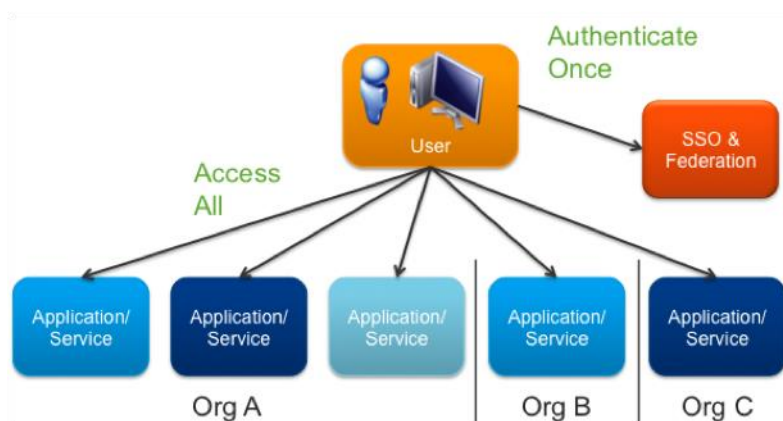 Authenticate
Once
User
SSO &
Federation
Access
All
Application/
Service
Application/
Service
Application/
Service
Application/
Service
Application/
Service
Org A
Org B
Org C